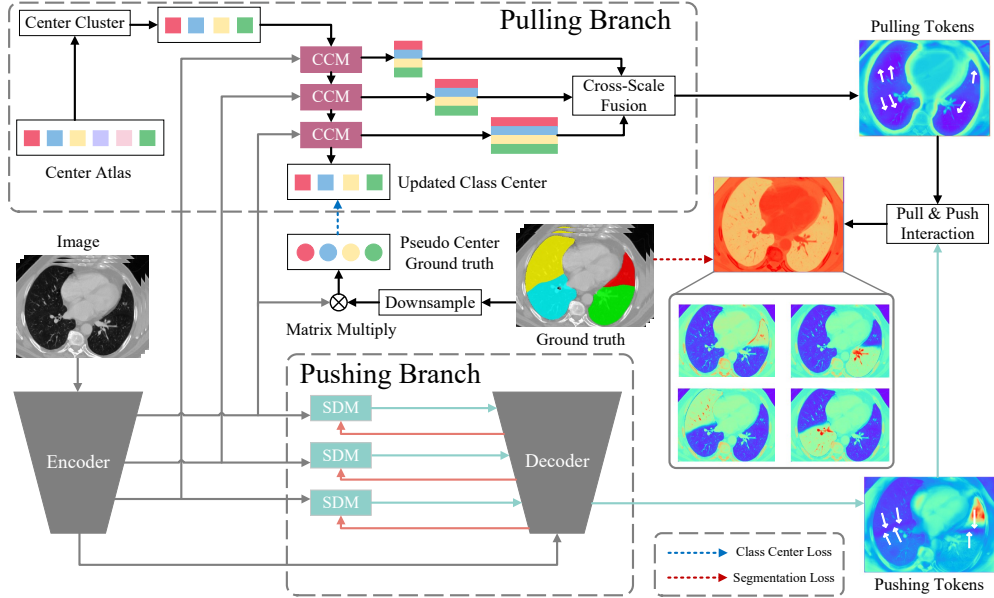 Pulling Branch
Center Cluster
CCM
CCM
CCM
Cross-Scale
Fusion
Pulling Tokens
Center Atlas
Updated Class Center
Pull & Push
Interaction
Image
Pseudo Center
Ground truth
Downsample
Matrix Multiply
Ground truth
Pushing Branch
SDM
SDM
SDM
Encoder
Decoder
Class Center Loss
Segmentation Loss
Pushing Tokens